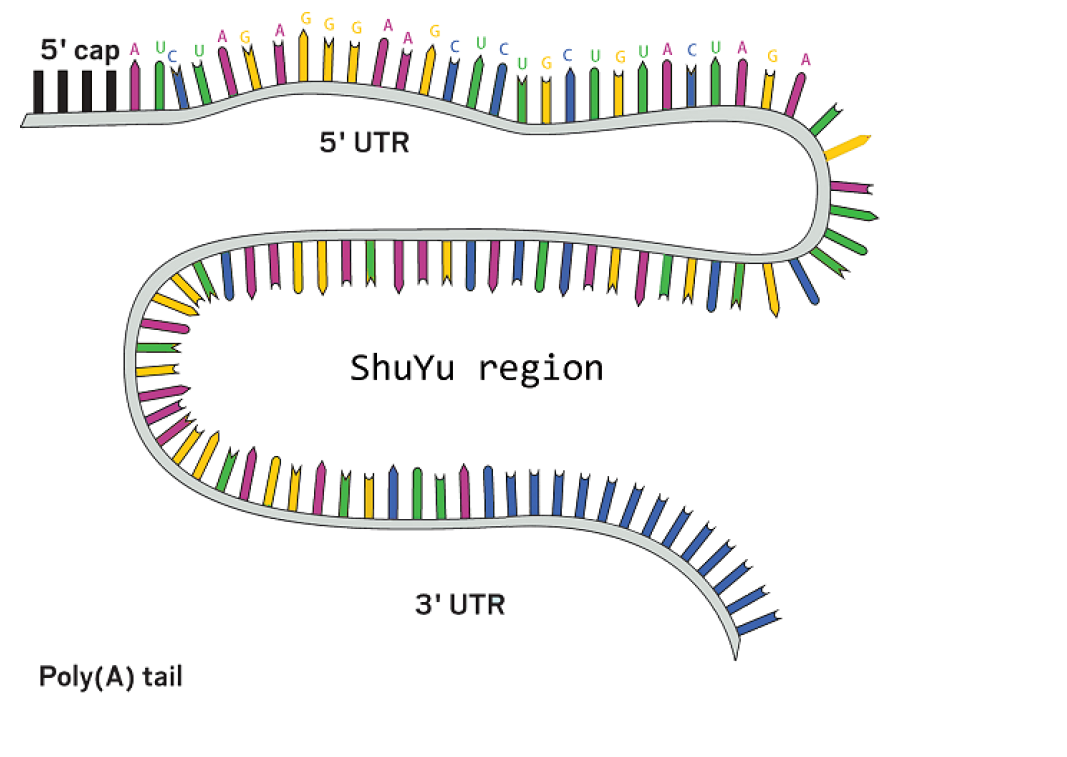 5' cap A U C U A G A G G G A A G C U C U G C U G U A C U A G A
5' UTR
ShuYu region
3' UTR
Poly(A) tail